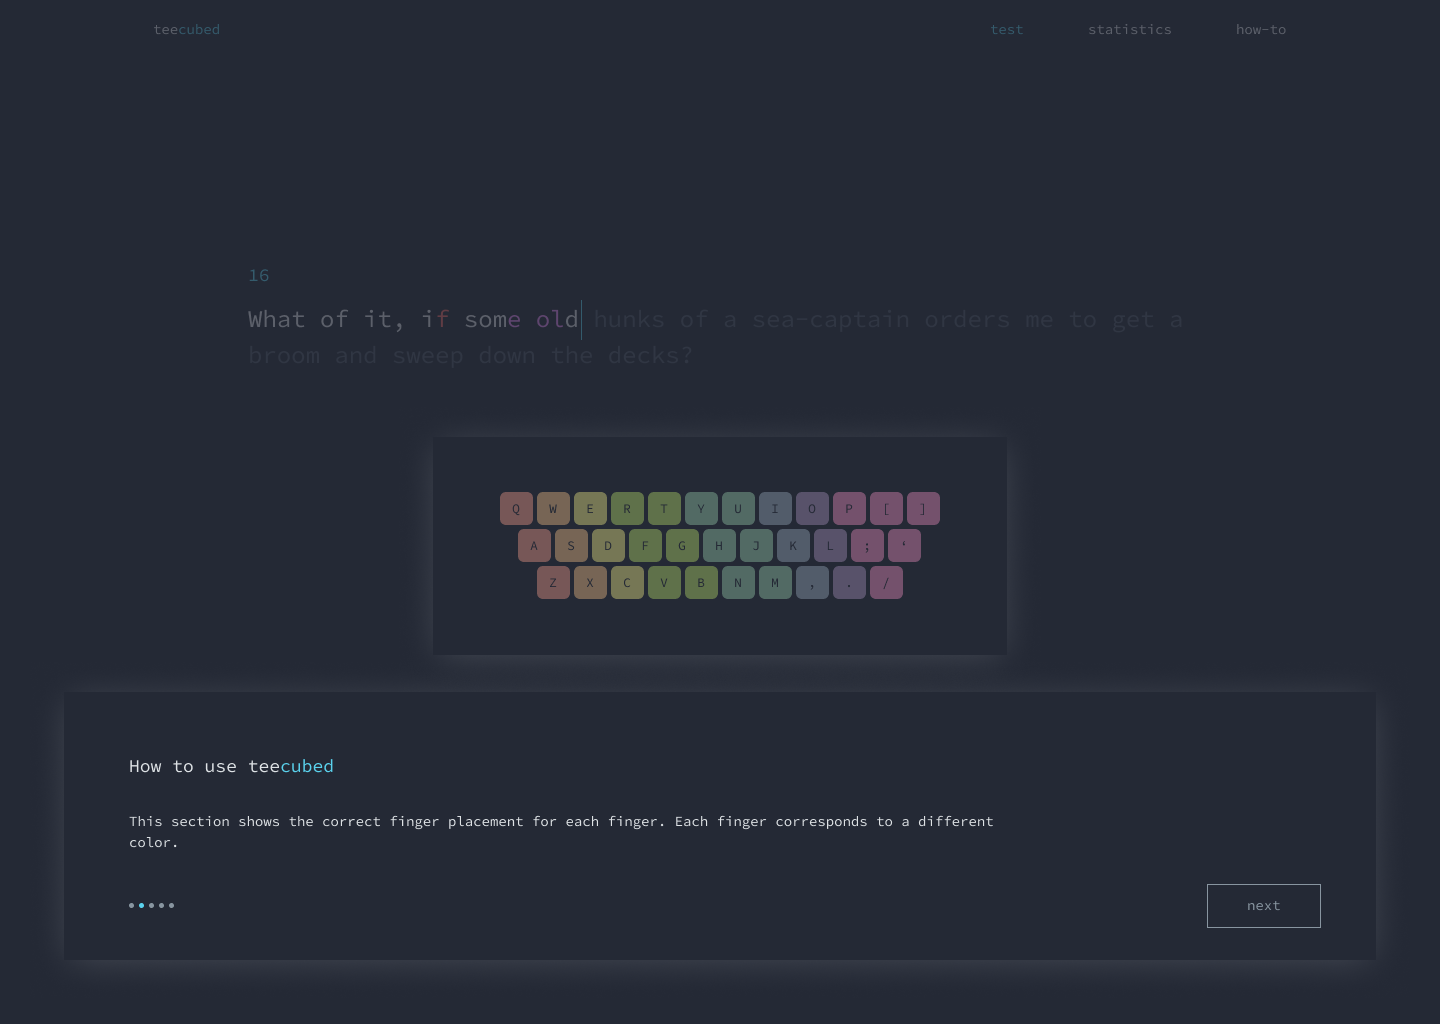 teecubed
test statistics how-to
16
What of it, if some old hunks of a sea-captain orders me to get a
broom and sweep down the decks?
Q W E R T Y U I O P [ ]
A S D F G H J K L ; ‘
Z X C V B N M , . /
How to use teecubed
This section shows the correct finger placement for each finger. Each finger corresponds to a different
color.
next